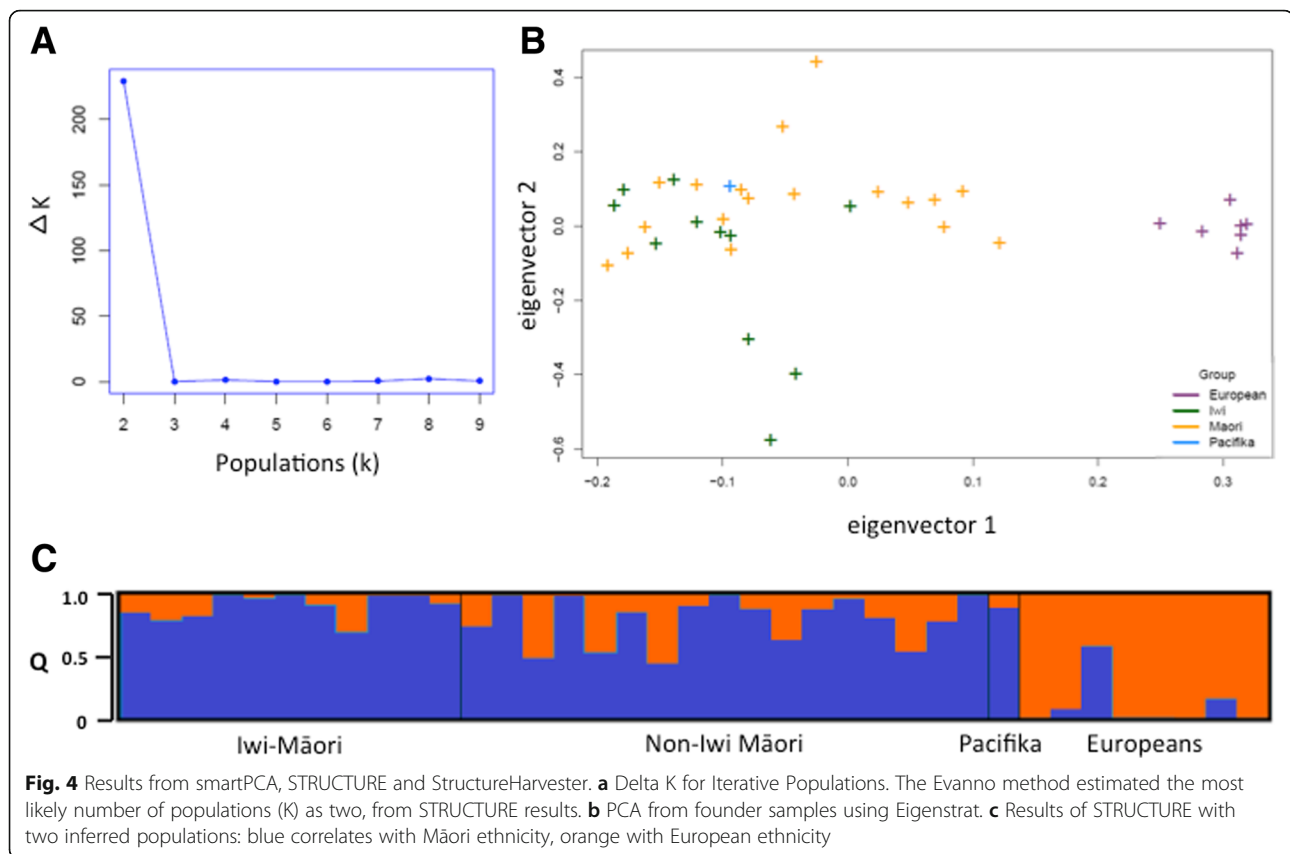 A
B
200
150
100
50
0
Δ K
2 3 4 5 6 7 8 9
Populations (k)
0.4
0.2
0.0
−0.2
−0.4
−0.6
eigenvector 2
−0.2 −0.1 0.0 0.1 0.2 0.3
eigenvector 1
Group
European
Iwi
Maori
Pacifika
C
1.0
Q 0.5
0
Iwi-Māori Non-Iwi Māori Pacifika Europeans
Fig. 4 Results from smartPCA, STRUCTURE and StructureHarvester. a Delta K for Iterative Populations. The Evanno method estimated the most
likely number of populations (K) as two, from STRUCTURE results. b PCA from founder samples using Eigenstrat. c Results of STRUCTURE with
two inferred populations: blue correlates with Māori ethnicity, orange with European ethnicity